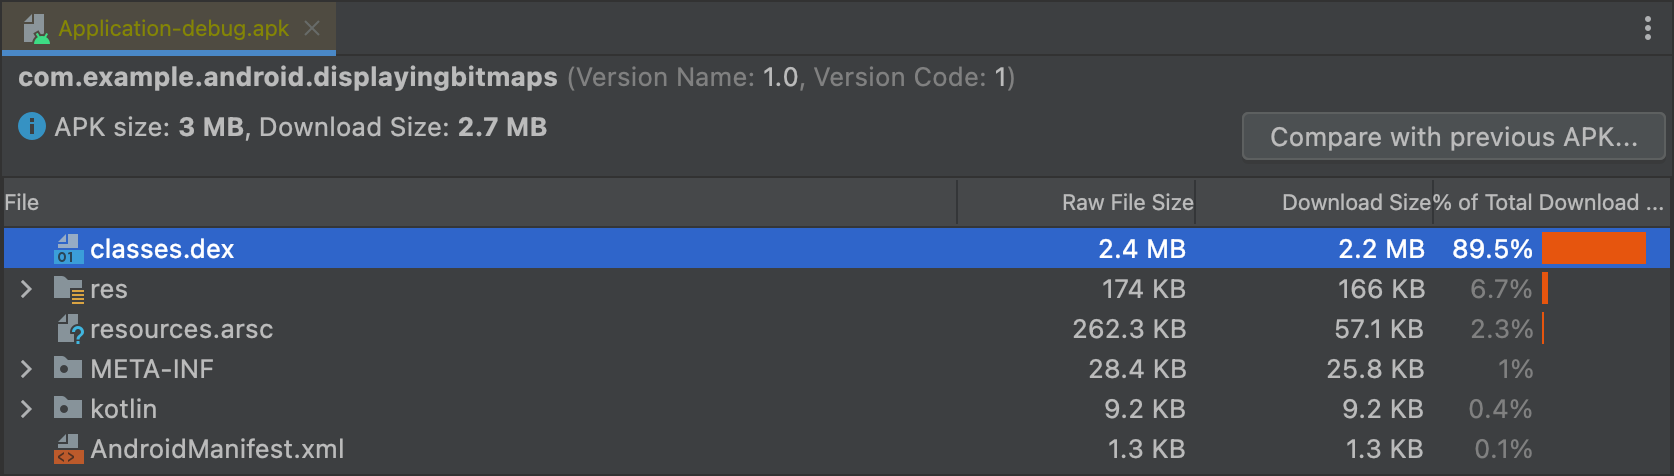 Application-debug.apk
com.example.android.displayingbitmaps (Version Name: 1.0, Version Code: 1)
APK size: 3 MB, Download Size: 2.7 MB
Compare with previous APK...
File Raw File Size Download Size % of Total Download ...
classes.dex 2.4 MB 2.2 MB 89.5%
res 174 KB 166 KB 6.7%
resources.arsc 262.3 KB 57.1 KB 2.3%
META-INF 28.4 KB 25.8 KB 1%
kotlin 9.2 KB 9.2 KB 0.4%
AndroidManifest.xml 1.3 KB 1.3 KB 0.1%